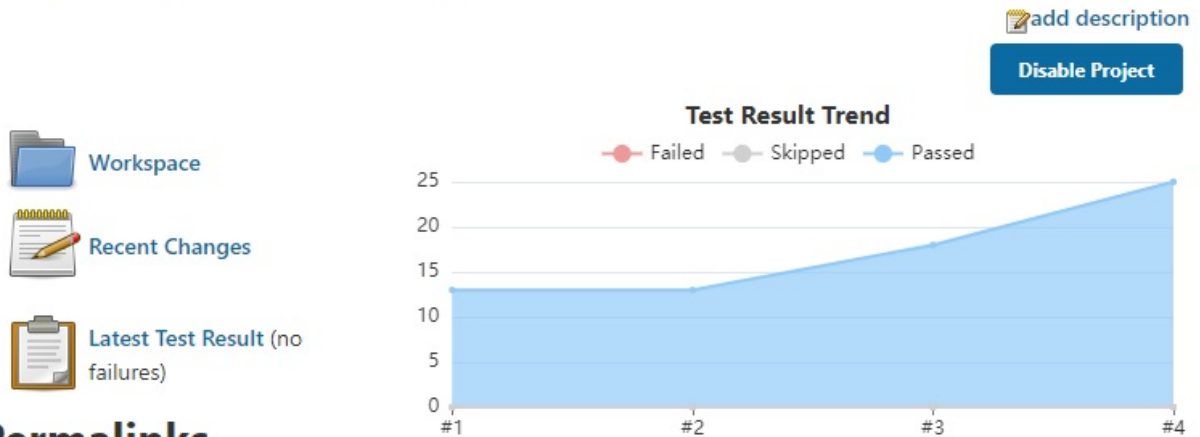 add description
Disable Project
Workspace
Recent Changes
Latest Test Result (no
failures)
Permalinks
Test Result Trend
Failed Skipped Passed
25
20
15
10
5
0
#1 #2 #3 #4